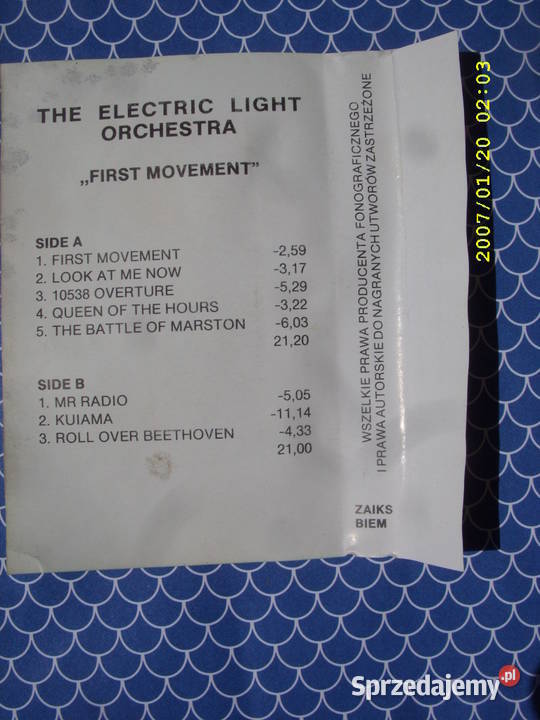 THE ELECTRIC LIGHT
ORCHESTRA
„FIRST MOVEMENT”
SIDE A
1. FIRST MOVEMENT -2,59
2. LOOK AT ME NOW -3,17
3. 10538 OVERTURE -5,29
4. QUEEN OF THE HOURS -3,22
5. THE BATTLE OF MARSTON -6,03
21,20
SIDE B
1. MR RADIO -5,05
2. KUIAMA -11,14
3. ROLL OVER BEETHOVEN -4,33
21,00
WSZELKIE PRAWA PRODUCENTA FONOGRAFICZNEGO
I PRAWA AUTORSKIE DO NAGRANYCH UTWORÓW ZASTRZEŻONE
ZAIKS
BIEM
2007/01/20 02:03
Sprzedajemy.pl